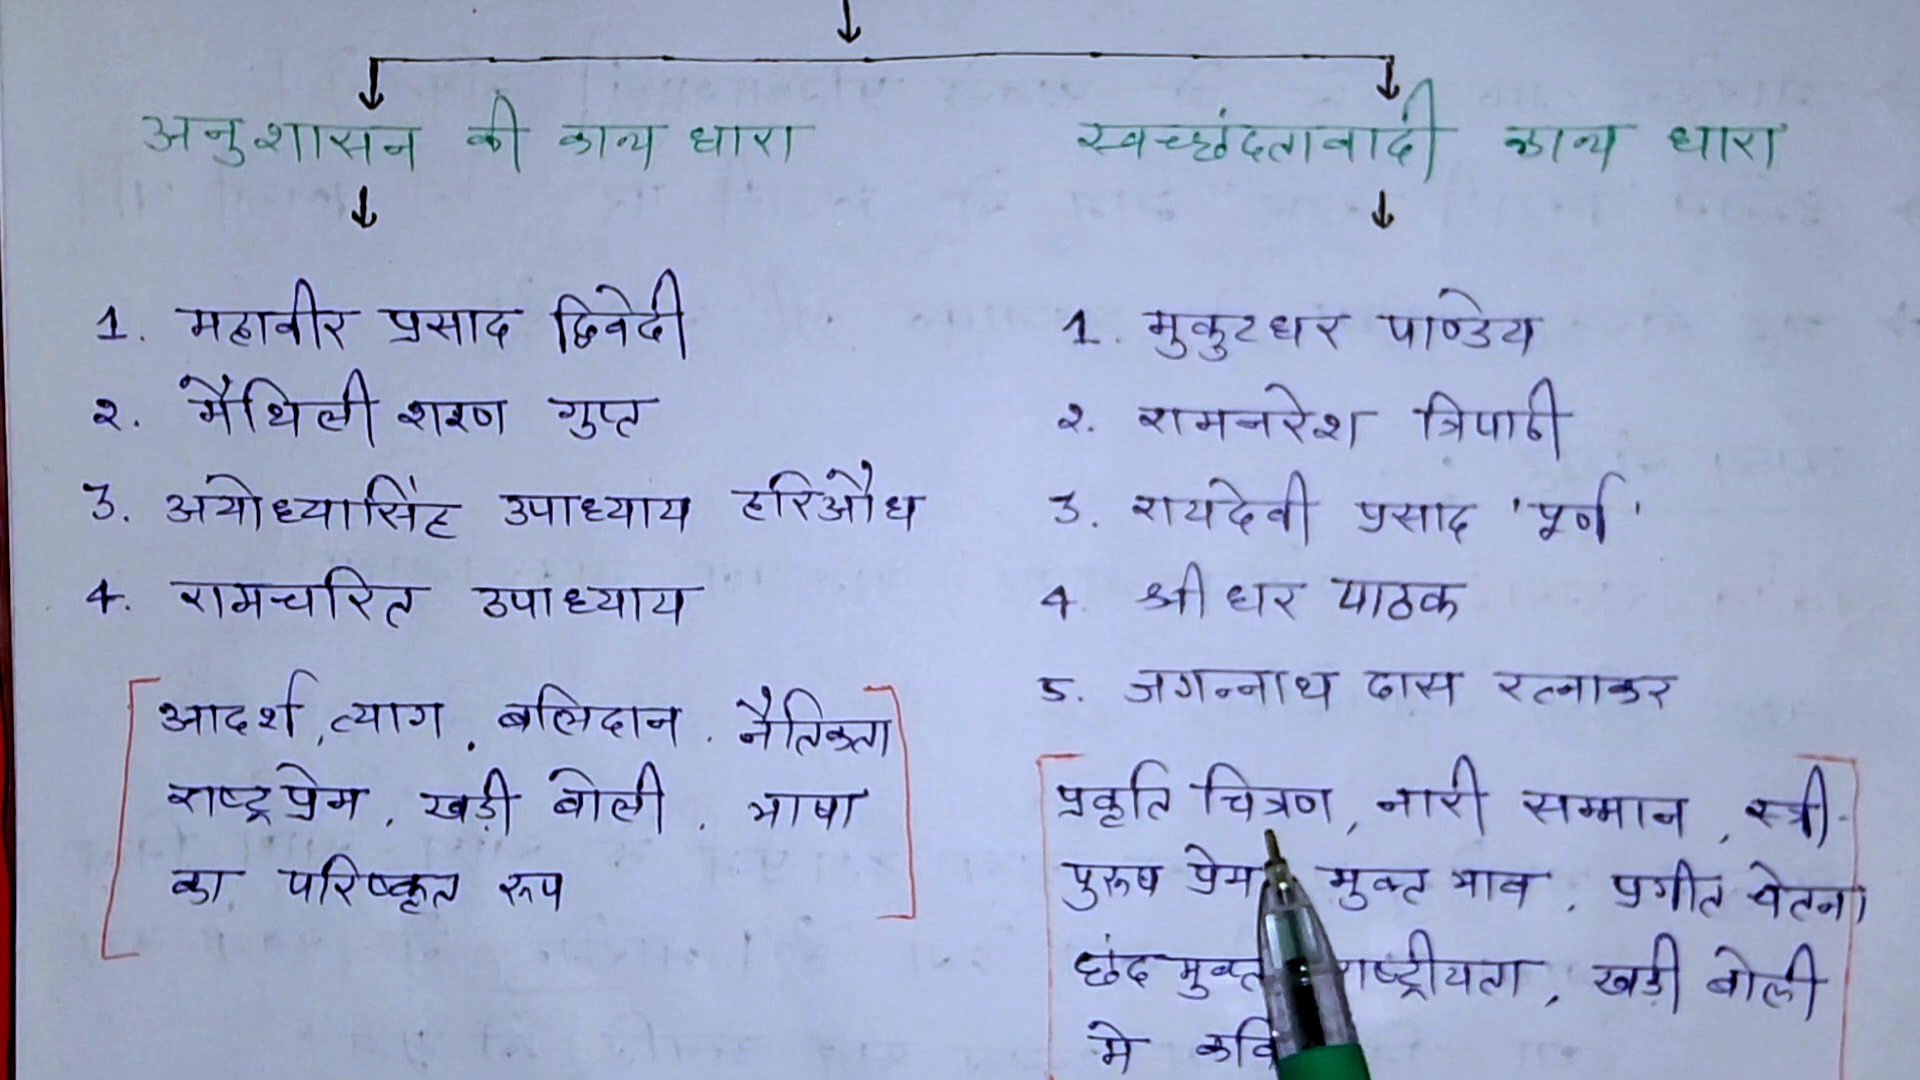 अनुशासन की काव्य धारा
1. महावीर प्रसाद द्विवेदी
२. मैथिली शरण गुप्त
3. अयोध्यासिंह उपाध्याय हरिऔध
4. रामचरित उपाध्याय
आदर्श, त्याग, बलिदान. नैतिकता
राष्ट्रप्रेम, खड़ी बोली, भाषा
का परिष्कृत रूप
स्वच्छंदतावादी काव्य धारा
1. मुकुटधर पाण्डेय
२. रामनरेश त्रिपाठी
3. रायदेवी प्रसाद 'पूर्ण'
4. श्रीधर पाठक
5. जगन्नाथ दास रत्नाकर
प्रकृति चित्रण, नारी सम्मान, स्त्री-
पुरुष प्रेम मुक्त भाव, प्रगीत चेतना
छंद मुक्त राष्ट्रीयता, खड़ी बोली
मे